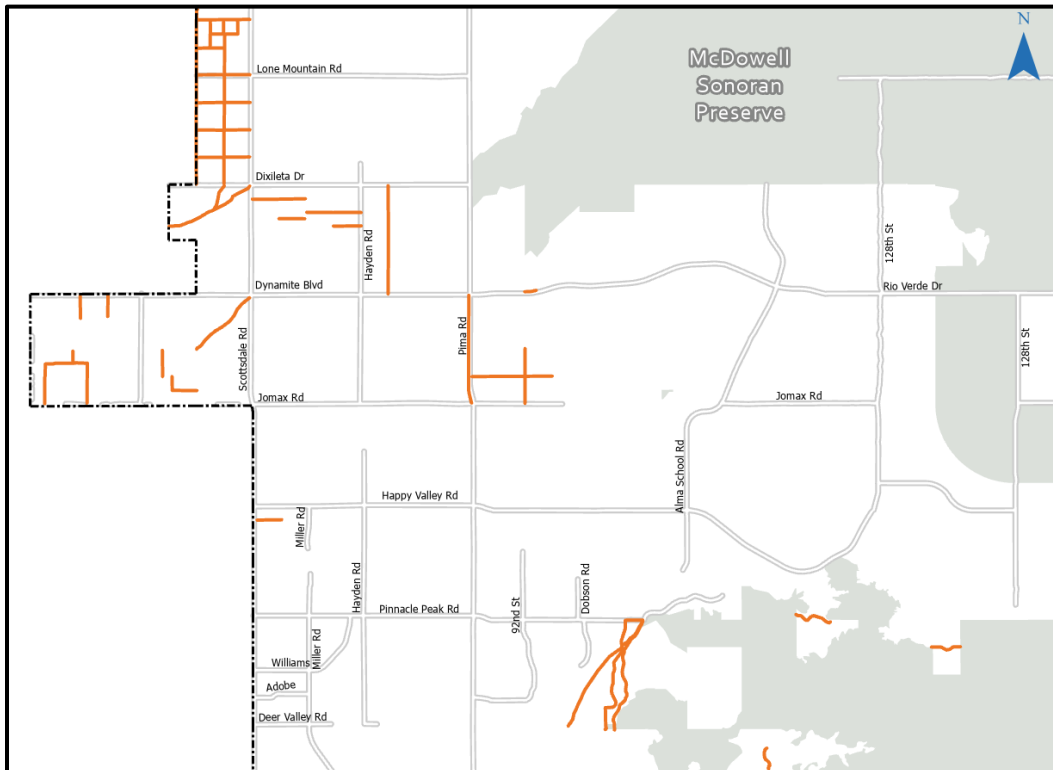 N
McDowell
Sonoran
Preserve
Lone Mountain Rd
Dixileta Dr
Hayden Rd
128th St
Dynamite Blvd
Rio Verde Dr
Scottsdale Rd
Pima Rd
128th St
Jomax Rd
Jomax Rd
Alma School Rd
Happy Valley Rd
Miller Rd
Hayden Rd
Dobson Rd
Pinnacle Peak Rd
92nd St
Miller Rd
Williams
Adobe
Deer Valley Rd